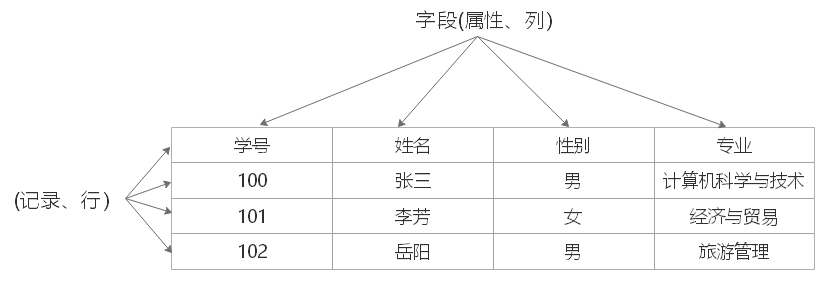 字段(属性、列)
学号 姓名 性别 专业
100 张三 男 计算机科学与技术
(记录、行)
101 李芳 女 经济与贸易
102 岳阳 男 旅游管理